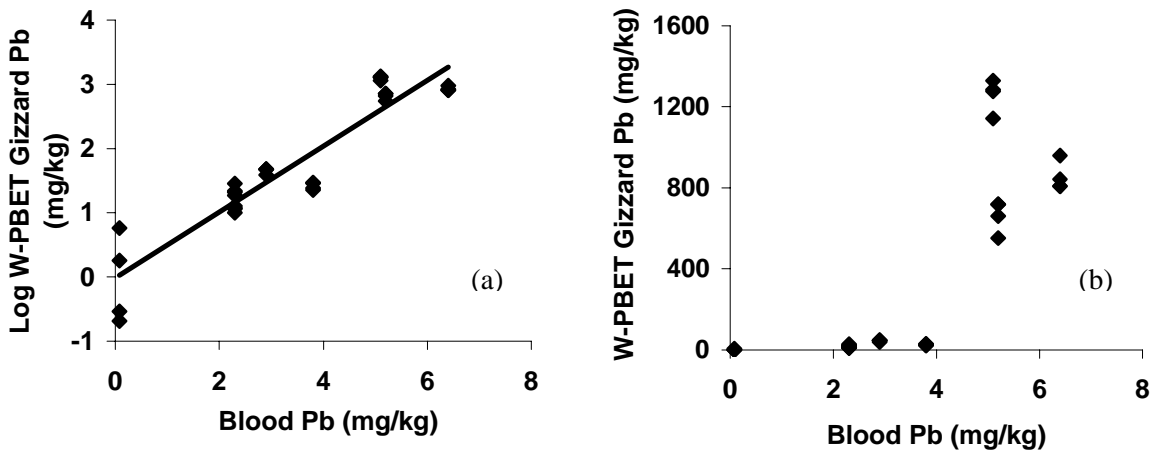 4
3
2
1
0
-1
0 2 4 6 8
Log W-PBET Gizzard Pb
(mg/kg)
Blood Pb (mg/kg)
(a)
1600
1200
800
400
0
0 2 4 6 8
W-PBET Gizzard Pb (mg/kg)
Blood Pb (mg/kg)
(b)